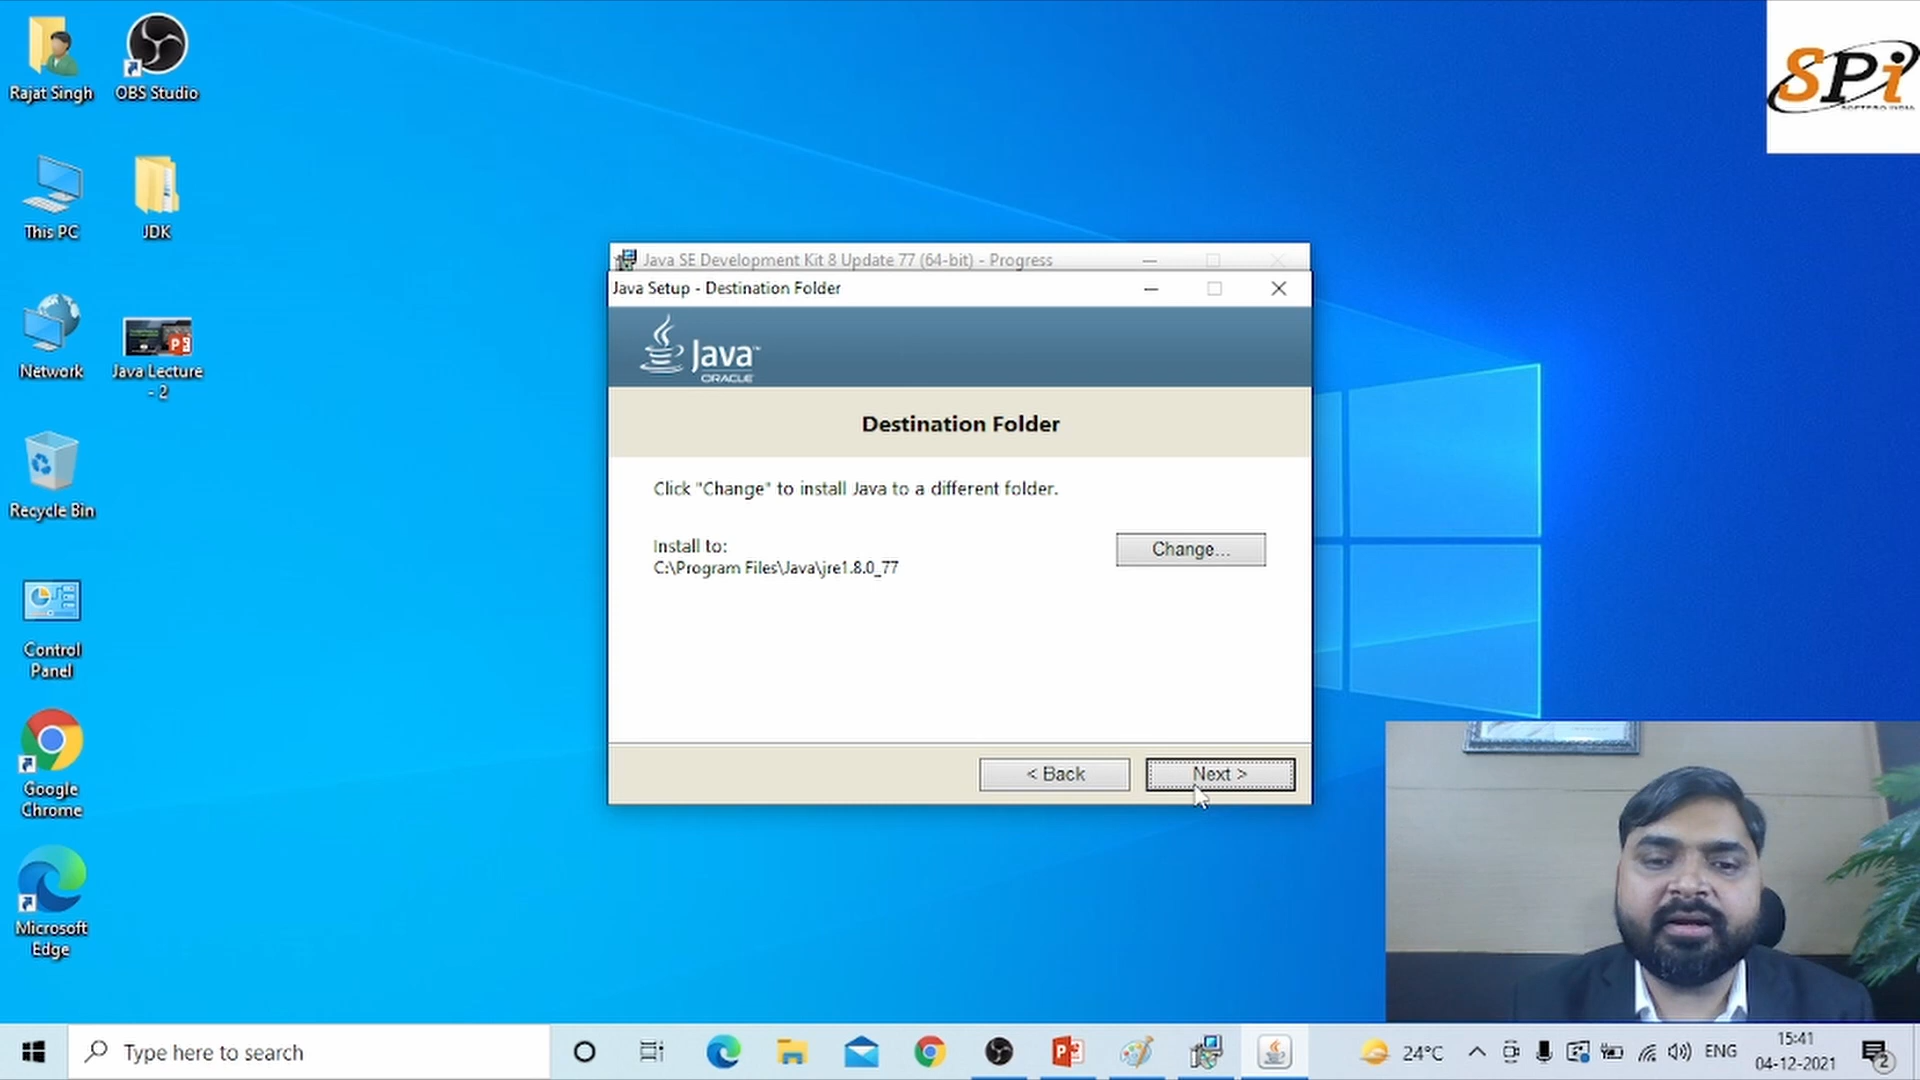 Rajat Singh
OBS Studio
This PC
JDK
Network
Java Lecture
- 2
Recycle Bin
Control
Panel
Google
Chrome
Microsoft
Edge
SPi
Java SE Development Kit 8 Update 77 (64-bit) - Progress
Java Setup - Destination Folder
Java™
ORACLE
Destination Folder
Click "Change" to install Java to a different folder.
Install to:
C:\Program Files\Java\jre1.8.0_77
Change...
< Back
Next >
Type here to search
24°C
ENG
15:41
04-12-2021
2